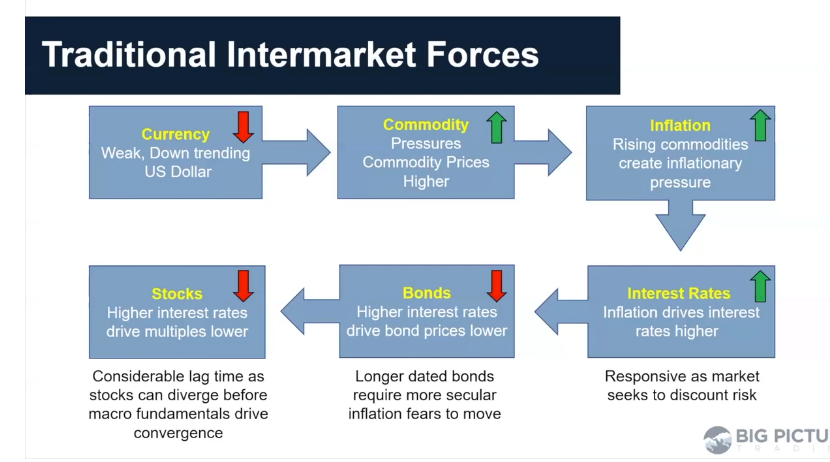 Traditional Intermarket Forces
Currency
Weak, Down trending
US Dollar
Commodity
Pressures
Commodity Prices
Higher
Inflation
Rising commodities
create inflationary
pressure
Interest Rates
Inflation drives interest
rates higher
Responsive as market
seeks to discount risk
Bonds
Higher interest rates
drive bond prices lower
Longer dated bonds
require more secular
inflation fears to move
Stocks
Higher interest rates
drive multiples lower
Considerable lag time as
stocks can diverge before
macro fundamentals drive
convergence
BIG PICTU